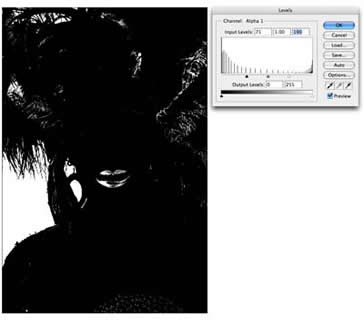 Levels
Channel: Alpha 1
Input Levels: 71 1.00 190
Output Levels: 0 255
OK
Cancel
Load...
Save...
Auto
Options...
Preview